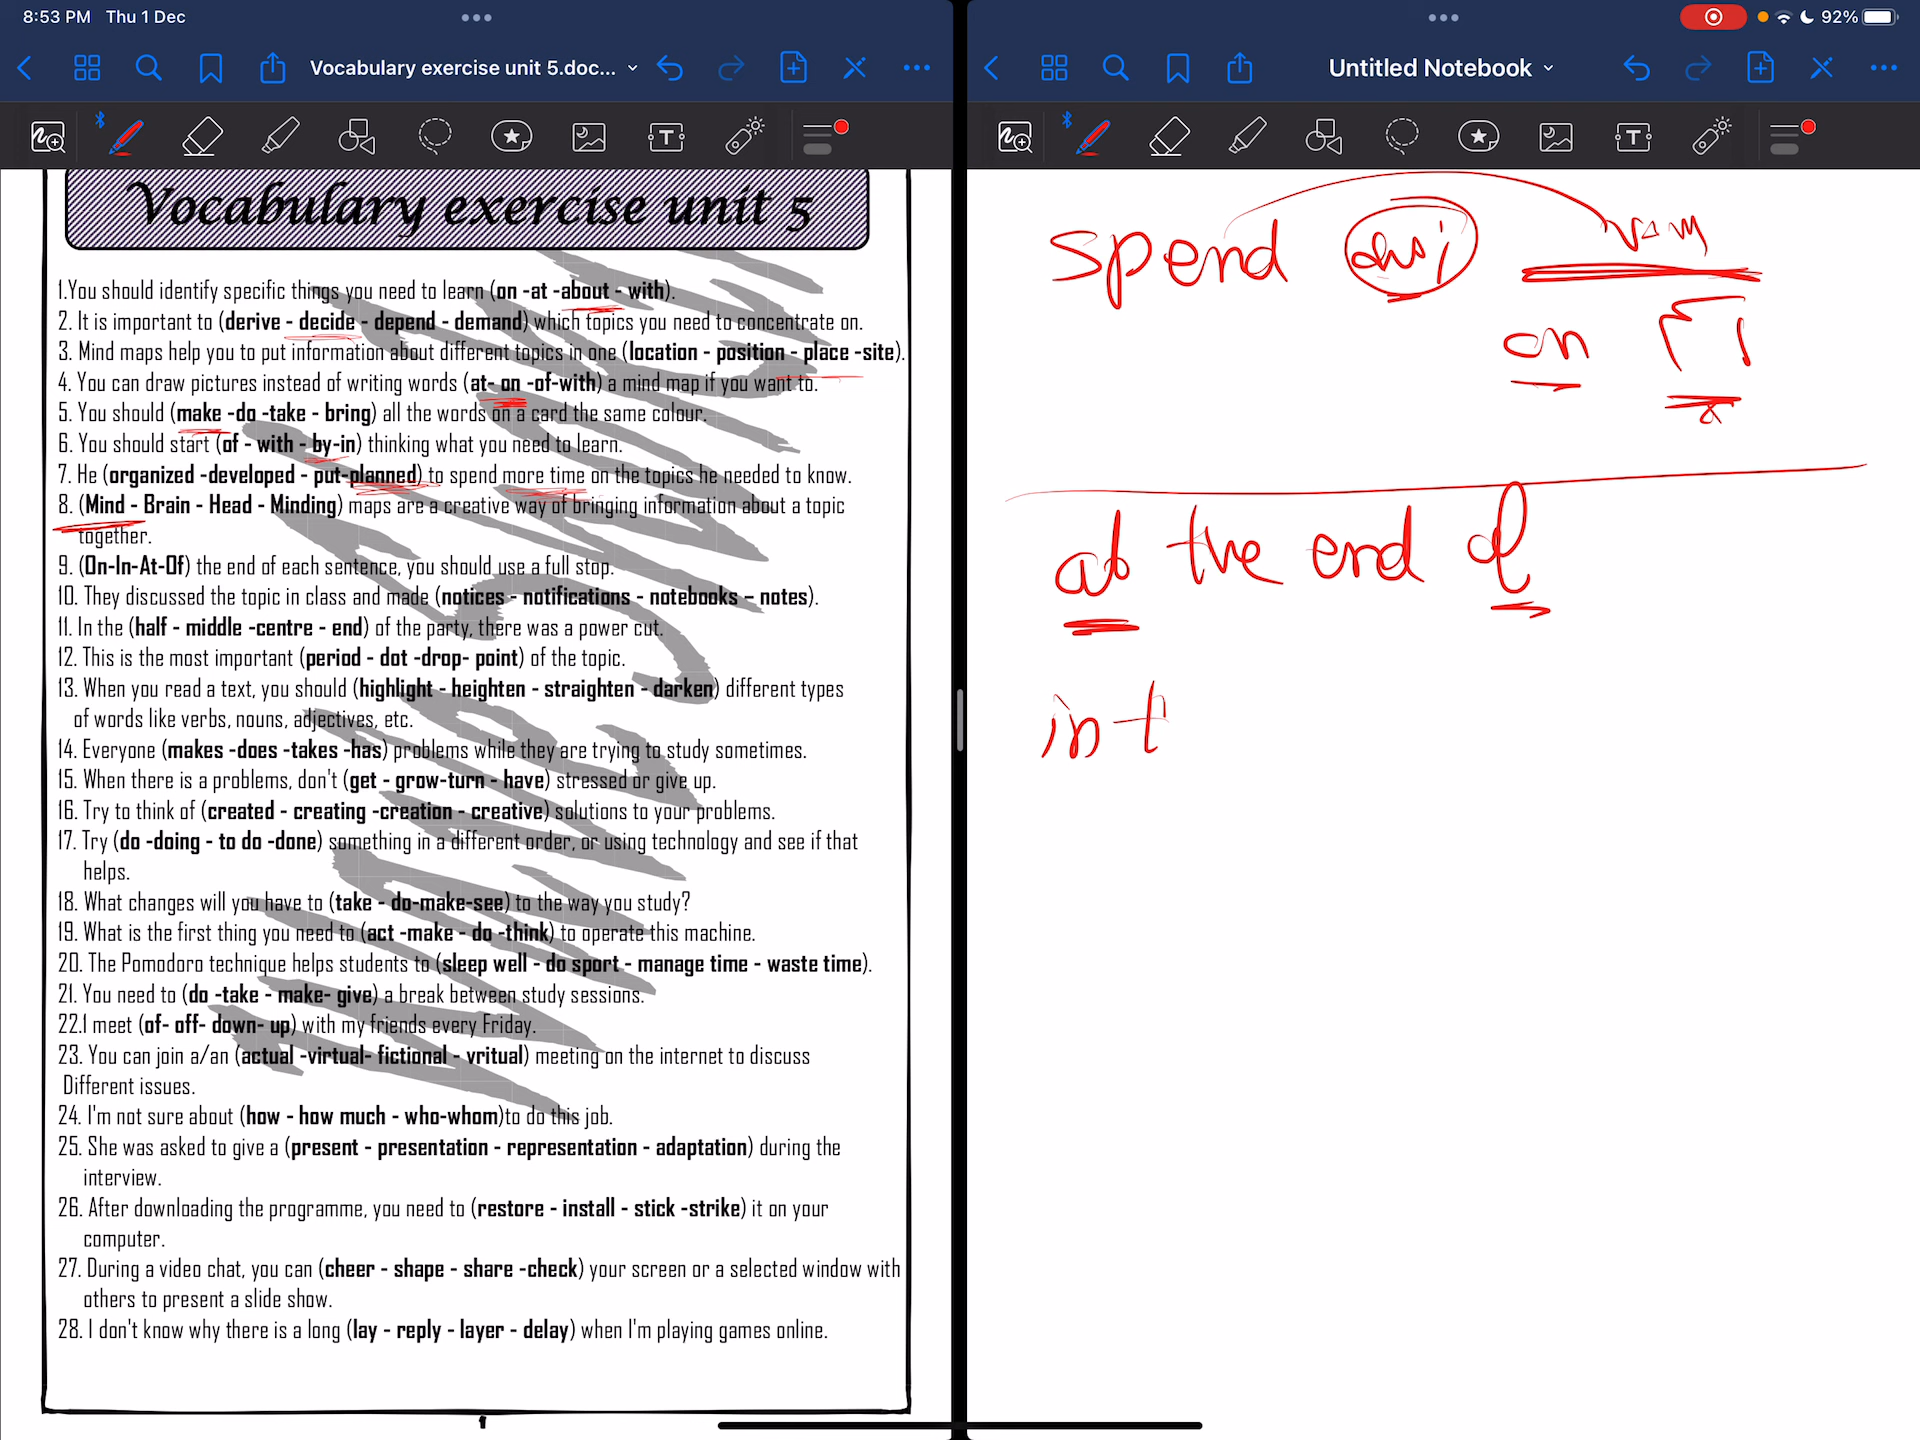 8:53 PM Thu 1 Dec
92%
Vocabulary exercise unit 5.doc...
Untitled Notebook
Vocabulary exercise unit 5
1.You should identify specific things you need to learn (on -at -about - with).
2. It is important to (derive - decide - depend - demand) which topics you need to concentrate on.
3. Mind maps help you to put information about different topics in one (location - position - place -site).
4. You can draw pictures instead of writing words (at- on -of-with) a mind map if you want to.
5. You should (make -do -take - bring) all the words on a card the same colour.
6. You should start (of - with - by-in) thinking what you need to learn.
7. He (organized -developed - put-planned) to spend more time on the topics he needed to know.
8. (Mind - Brain - Head - Minding) maps are a creative way of bringing information about a topic
together.
9. (On-In-At-Of) the end of each sentence, you should use a full stop.
10. They discussed the topic in class and made (notices - notifications - notebooks – notes).
11. In the (half - middle -centre - end) of the party, there was a power cut.
12. This is the most important (period - dot -drop- point) of the topic.
13. When you read a text, you should (highlight - heighten - straighten - darken) different types
of words like verbs, nouns, adjectives, etc.
14. Everyone (makes -does -takes -has) problems while they are trying to study sometimes.
15. When there is a problems, don't (get - grow-turn - have) stressed or give up.
16. Try to think of (created - creating -creation - creative) solutions to your problems.
17. Try (do -doing - to do -done) something in a different order, or using technology and see if that
helps.
18. What changes will you have to (take - do-make-see) to the way you study?
19. What is the first thing you need to (act -make - do -think) to operate this machine.
20. The Pomodoro technique helps students to (sleep well - do sport - manage time - waste time).
21. You need to (do -take - make- give) a break between study sessions.
22.I meet (of- off- down- up) with my friends every Friday.
23. You can join a/an (actual -virtual- fictional - vritual) meeting on the internet to discuss
Different issues.
24. I'm not sure about (how - how much - who-whom)to do this job.
25. She was asked to give a (present - presentation - representation - adaptation) during the
interview.
26. After downloading the programme, you need to (restore - install - stick -strike) it on your
computer.
27. During a video chat, you can (cheer - shape - share -check) your screen or a selected window with
others to present a slide show.
28. I don't know why there is a long (lay - reply - layer - delay) when I'm playing games online.
1
spend
on
at the end of
in t